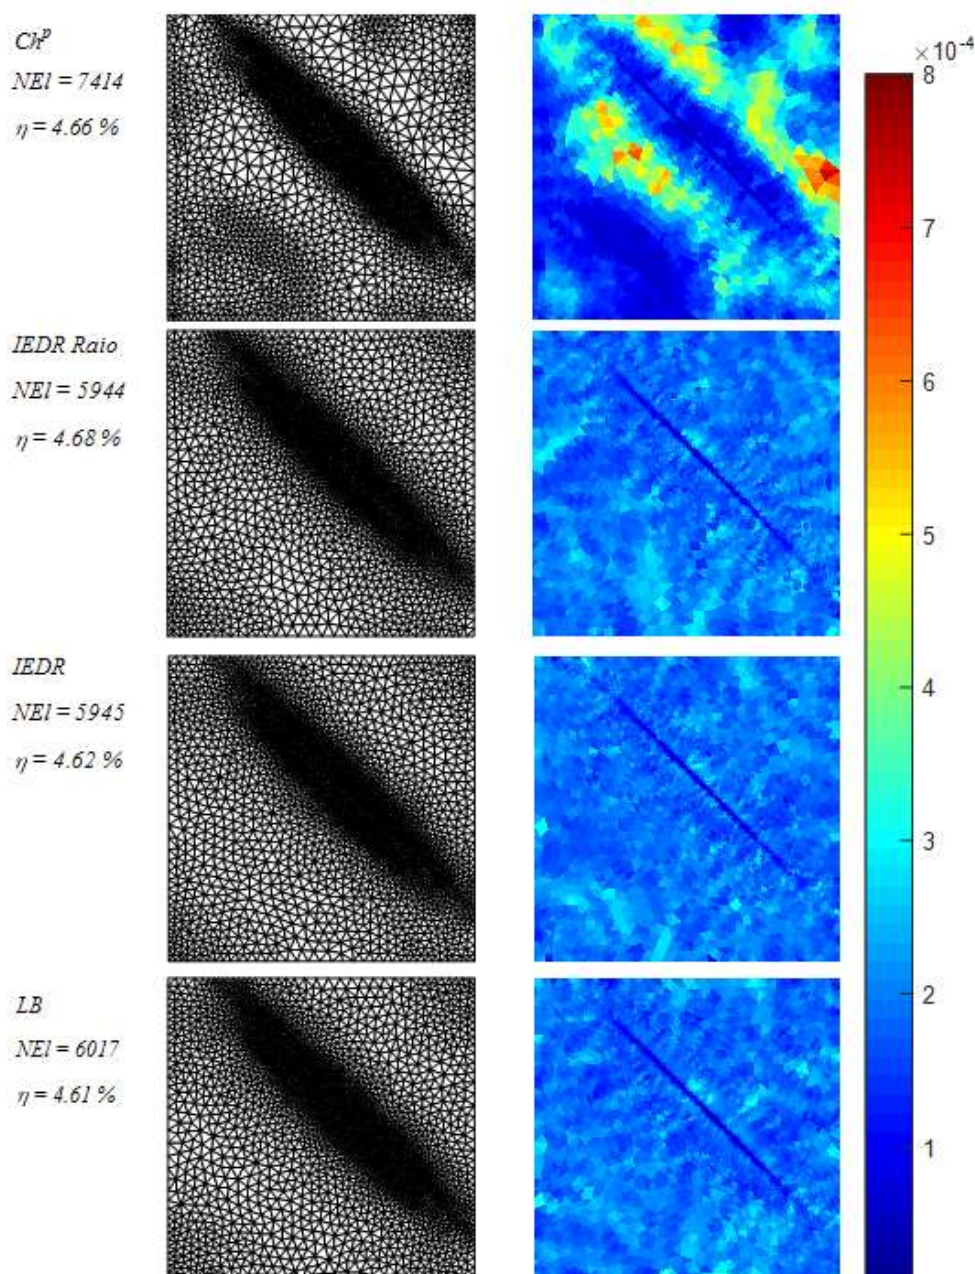 Ch^p
NEl = 7414
η = 4.66 %
IEDR Raio
NEl = 5944
η = 4.68 %
IEDR
NEl = 5945
η = 4.62 %
LB
NEl = 6017
η = 4.61 %
×10⁻⁴
8
7
6
5
4
3
2
1